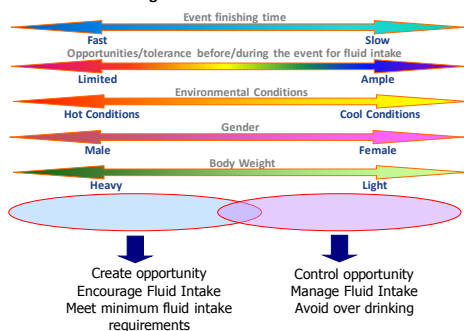 Event finishing time
Fast Slow
Opportunities/tolerance before/during the event for fluid intake
Limited Ample
Environmental Conditions
Hot Conditions Cool Conditions
Gender
Male Female
Body Weight
Heavy Light
Create opportunity
Encourage Fluid Intake
Meet minimum fluid intake
requirements
Control opportunity
Manage Fluid Intake
Avoid over drinking